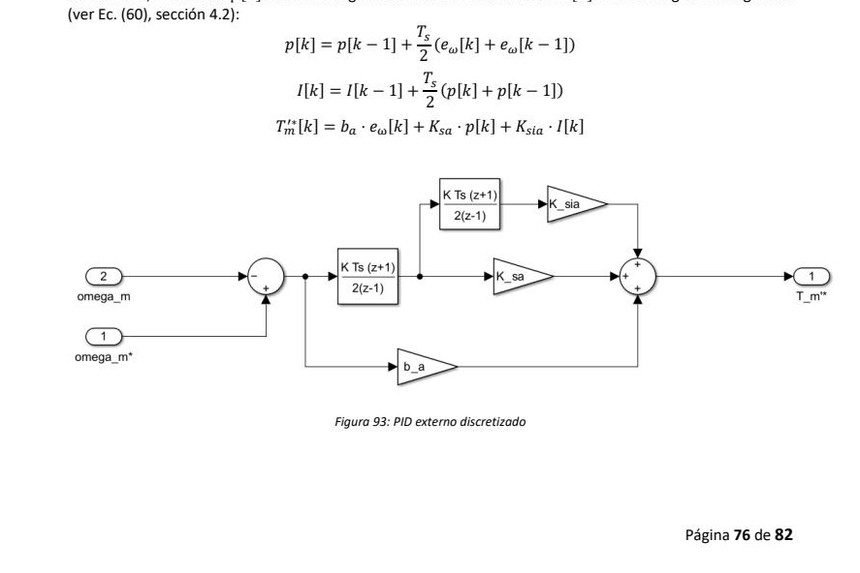 (ver Ec. (60), sección 4.2):
p[k] = p[k − 1] + T_s/2 (e_ω[k] + e_ω[k − 1])
I[k] = I[k − 1] + T_s/2 (p[k] + p[k − 1])
T_m'*[k] = b_a · e_ω[k] + K_sa · p[k] + K_sia · I[k]
K Ts (z+1)
2(z-1)
K_sia
2
omega_m
K Ts (z+1)
2(z-1)
K_sa
1
T_m'*
1
omega_m*
b_a
Figura 93: PID externo discretizado
Página 76 de 82